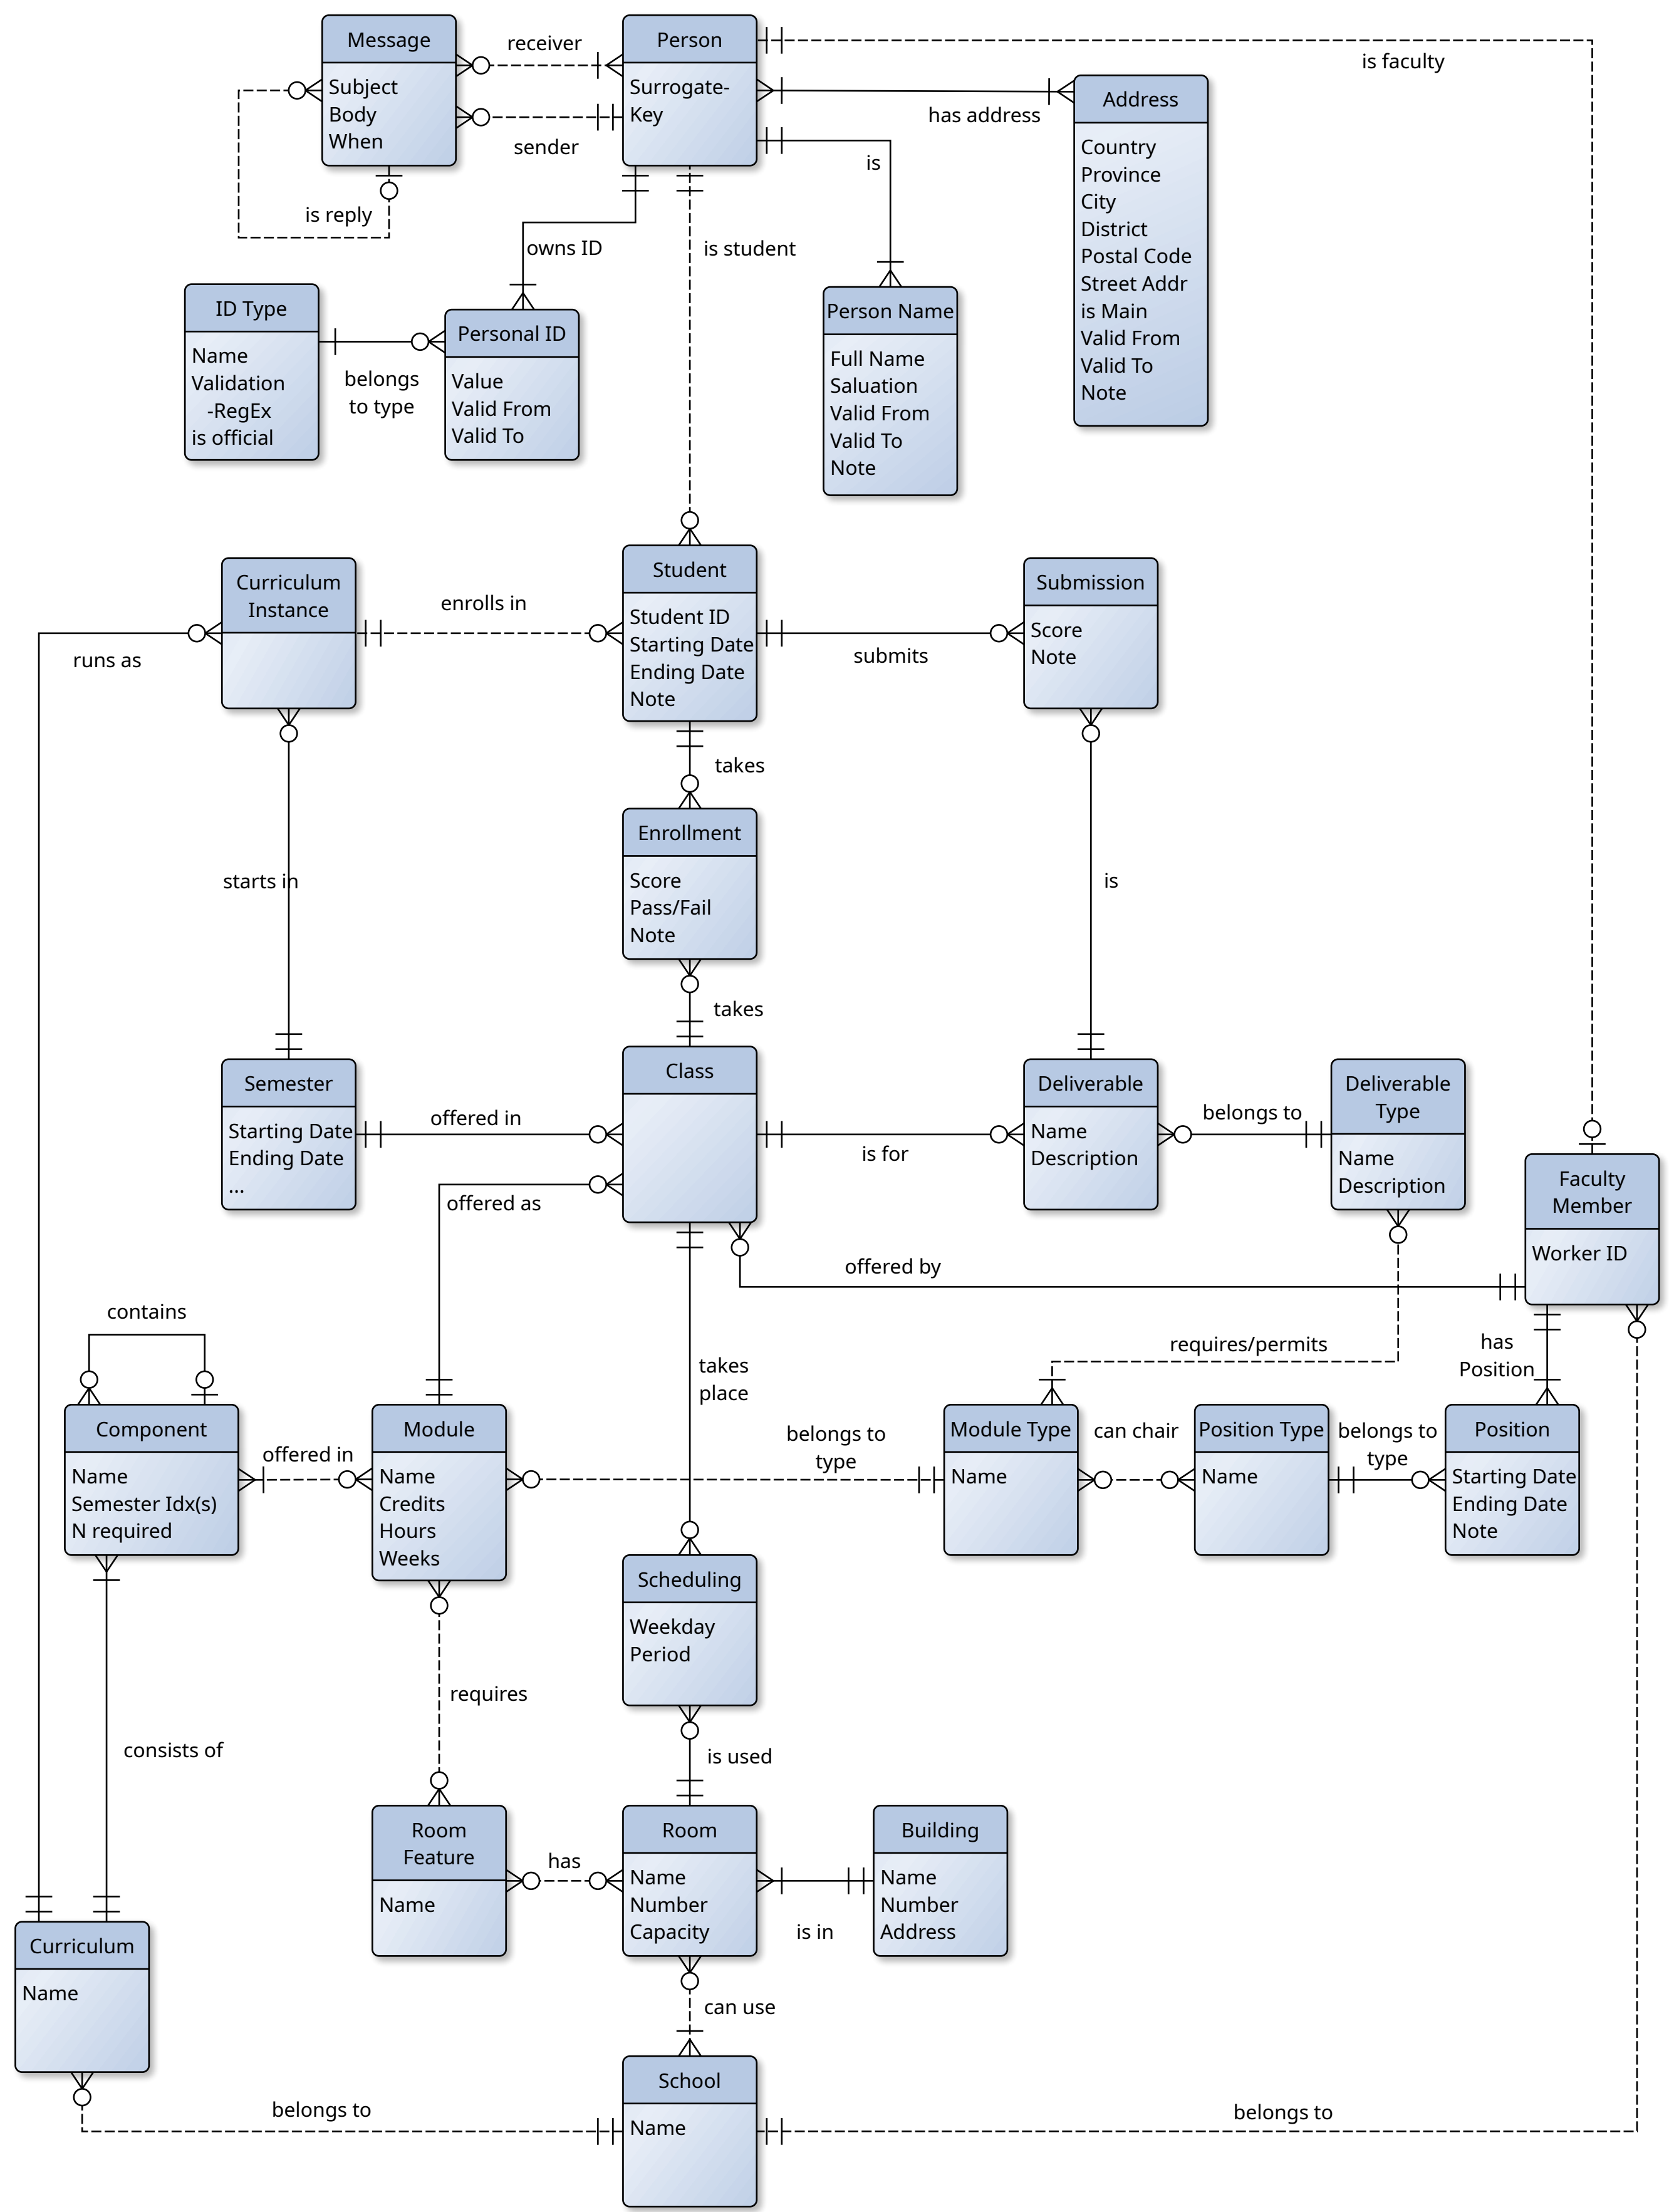 Message
Subject
Body
When
receiver
sender
is reply
Person
Surrogate-
Key
is faculty
has address
Address
Country
Province
City
District
Postal Code
Street Addr
is Main
Valid From
Valid To
Note
is
owns ID
is student
ID Type
Name
Validation
-RegEx
is official
belongs
to type
Personal ID
Value
Valid From
Valid To
Person Name
Full Name
Saluation
Valid From
Valid To
Note
Curriculum
Instance
runs as
enrolls in
Student
Student ID
Starting Date
Ending Date
Note
submits
Submission
Score
Note
takes
Enrollment
Score
Pass/Fail
Note
starts in
is
takes
Semester
Starting Date
Ending Date
...
offered in
Class
is for
Deliverable
Name
Description
belongs to
Deliverable
Type
Name
Description
Faculty
Member
Worker ID
offered as
offered by
contains
requires/permits
has
Position
takes
place
Component
Name
Semester Idx(s)
N required
offered in
Module
Name
Credits
Hours
Weeks
belongs to
type
Module Type
Name
can chair
Position Type
Name
belongs to
type
Position
Starting Date
Ending Date
Note
Scheduling
Weekday
Period
requires
consists of
is used
Room
Feature
Name
has
Room
Name
Number
Capacity
is in
Building
Name
Number
Address
Curriculum
Name
can use
School
Name
belongs to
belongs to